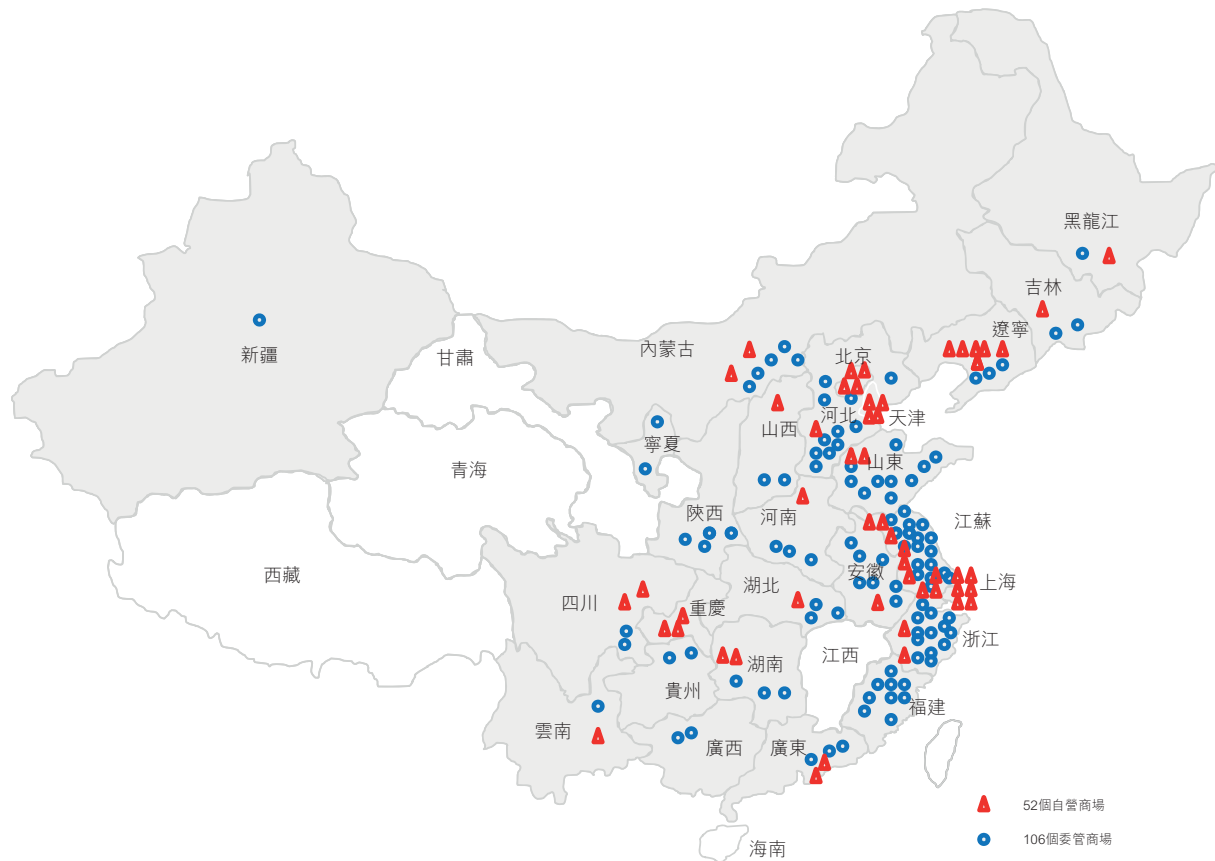 黑龍江
吉林
遼寧
內蒙古
北京
新疆
甘肅
天津
河北
山西
寧夏
山東
青海
陝西
河南
江蘇
西藏
安徽
湖北
上海
四川
重慶
浙江
江西
湖南
貴州
福建
雲南
廣西
廣東
52個自營商場
106個委管商場
海南